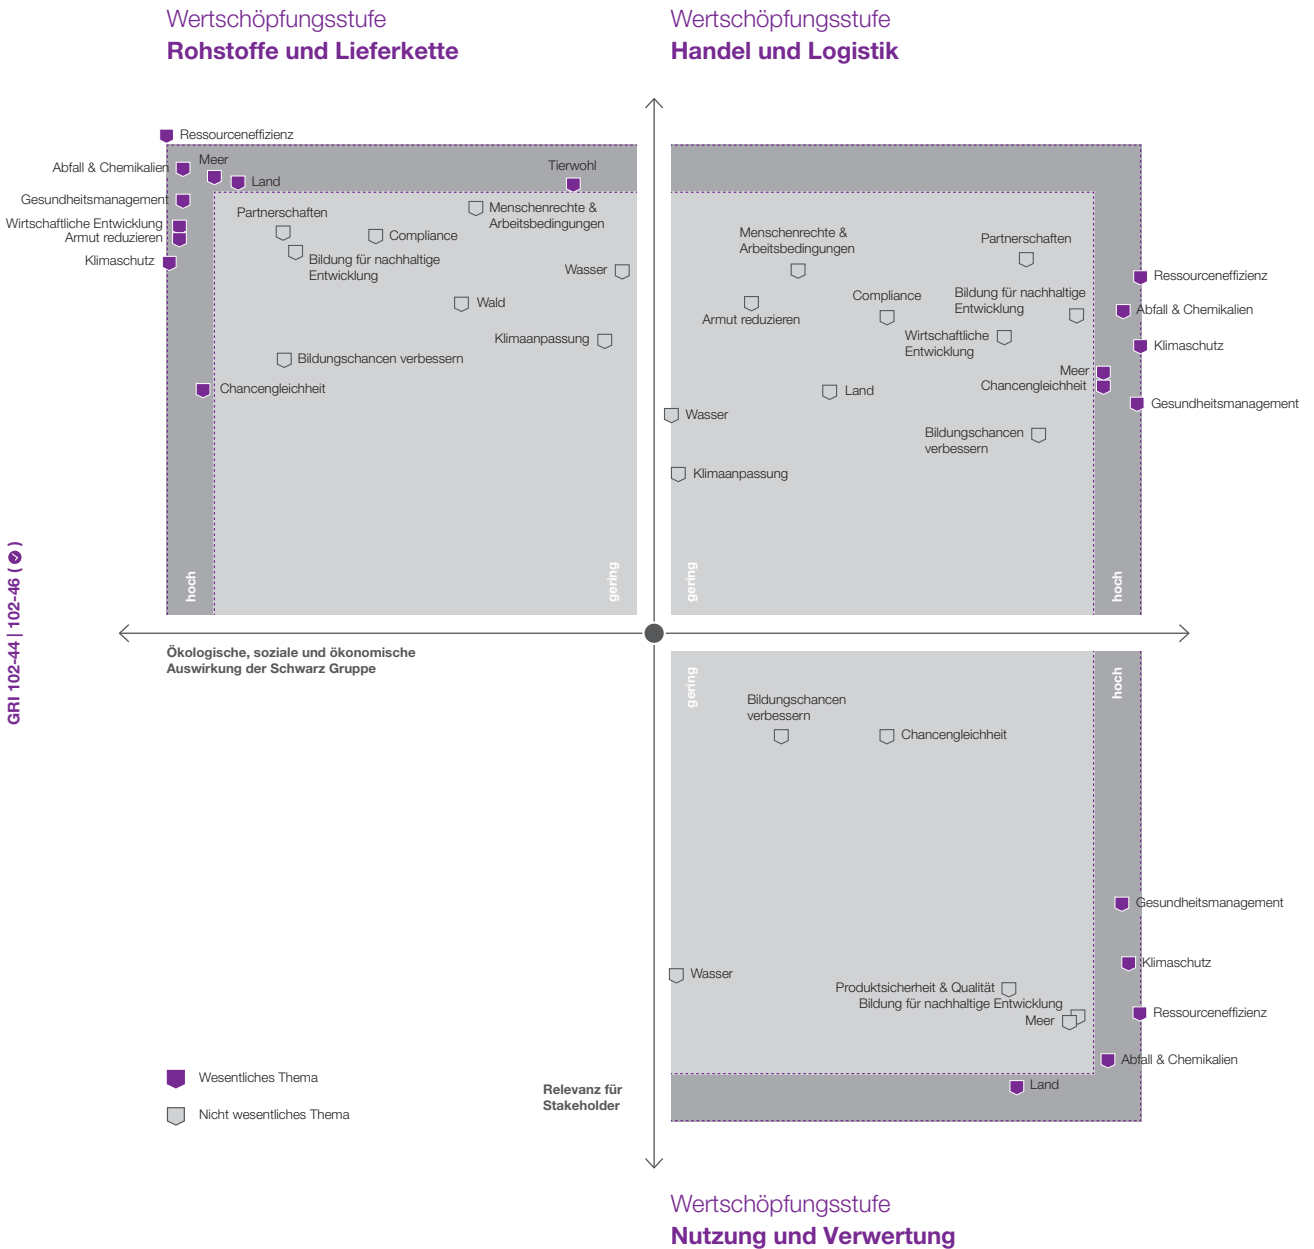 Wertschöpfungsstufe
Rohstoffe und Lieferkette
Wertschöpfungsstufe
Handel und Logistik
Ressourceneffizienz
Abfall & Chemikalien
Meer
Land
Tierwohl
Gesundheitsmanagement
Wirtschaftliche Entwicklung
Armut reduzieren
Klimaschutz
Partnerschaften
Compliance
Menschenrechte &
Arbeitsbedingungen
Bildung für nachhaltige
Entwicklung
Wasser
Wald
Klimaanpassung
Bildungschancen verbessern
Chancengleichheit
hoch
gering
Menschenrechte &
Arbeitsbedingungen
Partnerschaften
Ressourceneffizienz
Armut reduzieren
Compliance
Bildung für nachhaltige
Entwicklung
Abfall & Chemikalien
Wirtschaftliche
Entwicklung
Klimaschutz
Meer
Chancengleichheit
Land
Gesundheitsmanagement
Wasser
Bildungschancen
verbessern
Klimaanpassung
gering
hoch
GRI 102-44 | 102-46 ( )
Ökologische, soziale und ökonomische
Auswirkung der Schwarz Gruppe
gering
hoch
Bildungschancen
verbessern
Chancengleichheit
Gesundheitsmanagement
Klimaschutz
Wasser
Produktsicherheit & Qualität
Bildung für nachhaltige Entwicklung
Meer
Ressourceneffizienz
Abfall & Chemikalien
Land
Wesentliches Thema
Nicht wesentliches Thema
Relevanz für
Stakeholder
Wertschöpfungsstufe
Nutzung und Verwertung